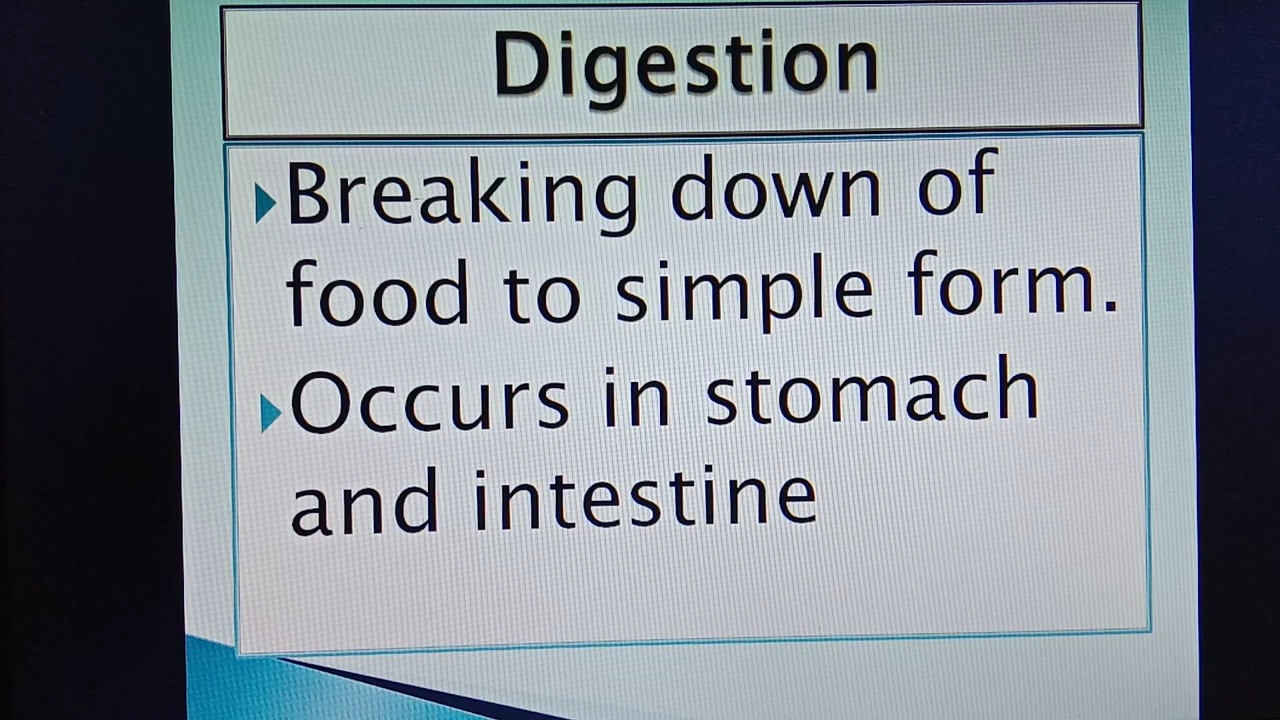 Digestion
Breaking down of
food to simple form.
Occurs in stomach
and intestine